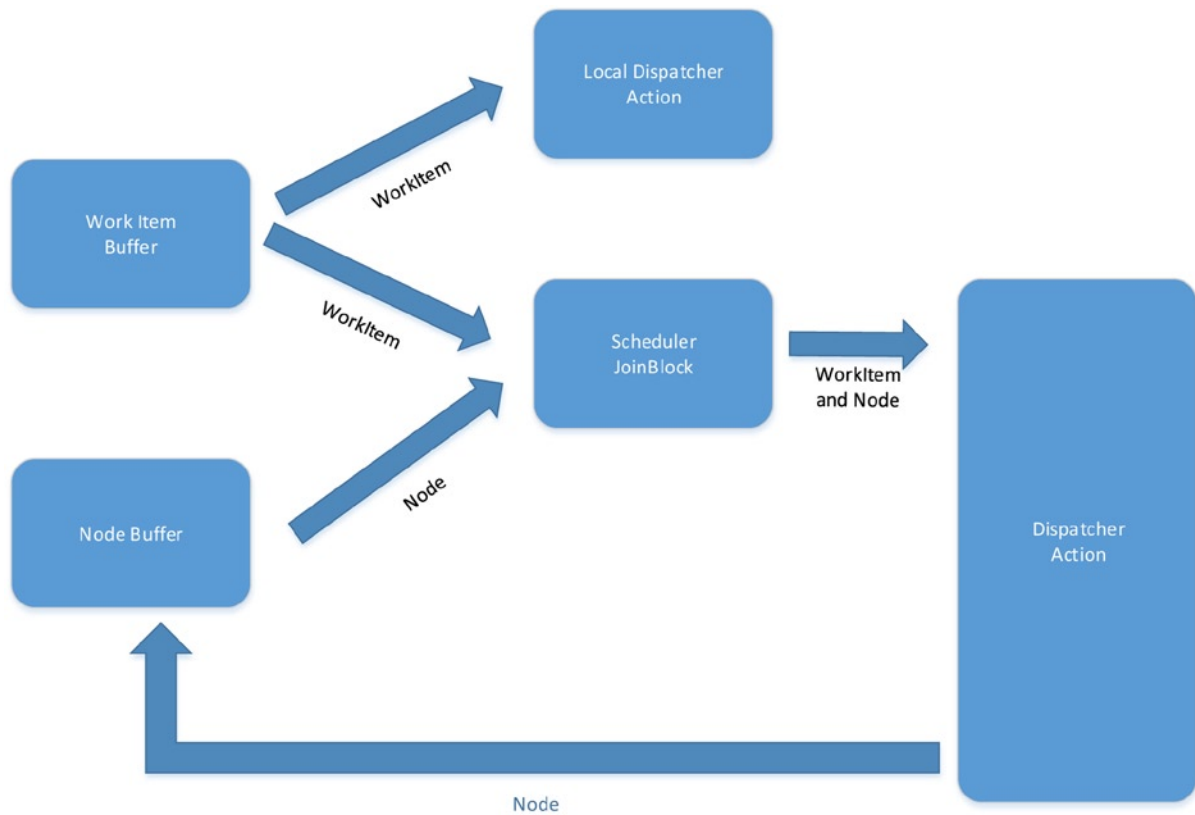 Local Dispatcher
Action
WorkItem
Work Item
Buffer
WorkItem
Scheduler
JoinBlock
WorkItem
and Node
Node
Node Buffer
Dispatcher
Action
Node